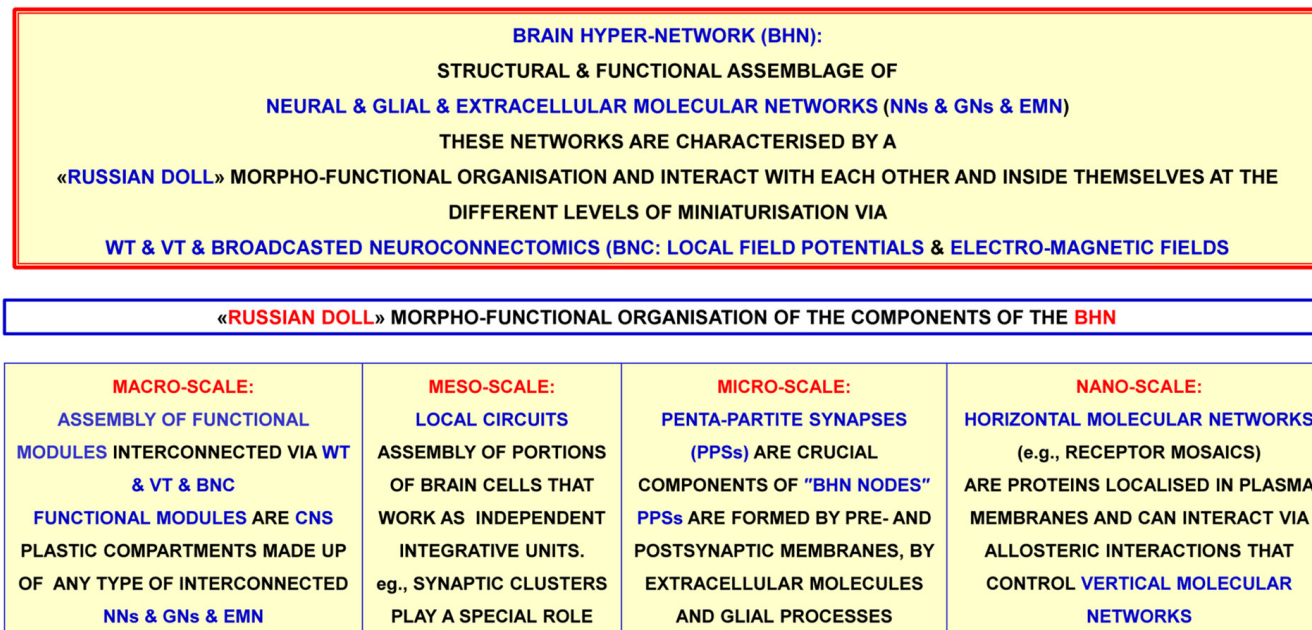 BRAIN HYPER-NETWORK (BHN):
STRUCTURAL & FUNCTIONAL ASSEMBLAGE OF
NEURAL & GLIAL & EXTRACELLULAR MOLECULAR NETWORKS (NNs & GNs & EMN)
THESE NETWORKS ARE CHARACTERISED BY A
«RUSSIAN DOLL» MORPHO-FUNCTIONAL ORGANISATION AND INTERACT WITH EACH OTHER AND INSIDE THEMSELVES AT THE
DIFFERENT LEVELS OF MINIATURISATION VIA
WT & VT & BROADCASTED NEUROCONNECTOMICS (BNC: LOCAL FIELD POTENTIALS & ELECTRO-MAGNETIC FIELDS
«RUSSIAN DOLL» MORPHO-FUNCTIONAL ORGANISATION OF THE COMPONENTS OF THE BHN
MACRO-SCALE:
ASSEMBLY OF FUNCTIONAL
MODULES INTERCONNECTED VIA WT
& VT & BNC
FUNCTIONAL MODULES ARE CNS
PLASTIC COMPARTMENTS MADE UP
OF ANY TYPE OF INTERCONNECTED
NNs & GNs & EMN
MESO-SCALE:
LOCAL CIRCUITS
ASSEMBLY OF PORTIONS
OF BRAIN CELLS THAT
WORK AS INDEPENDENT
INTEGRATIVE UNITS.
eg., SYNAPTIC CLUSTERS
PLAY A SPECIAL ROLE
MICRO-SCALE:
PENTA-PARTITE SYNAPSES
(PPSs) ARE CRUCIAL
COMPONENTS OF "BHN NODES"
PPSs ARE FORMED BY PRE- AND
POSTSYNAPTIC MEMBRANES, BY
EXTRACELLULAR MOLECULES
AND GLIAL PROCESSES
NANO-SCALE:
HORIZONTAL MOLECULAR NETWORKS
(e.g., RECEPTOR MOSAICS)
ARE PROTEINS LOCALISED IN PLASMA
MEMBRANES AND CAN INTERACT VIA
ALLOSTERIC INTERACTIONS THAT
CONTROL VERTICAL MOLECULAR
NETWORKS